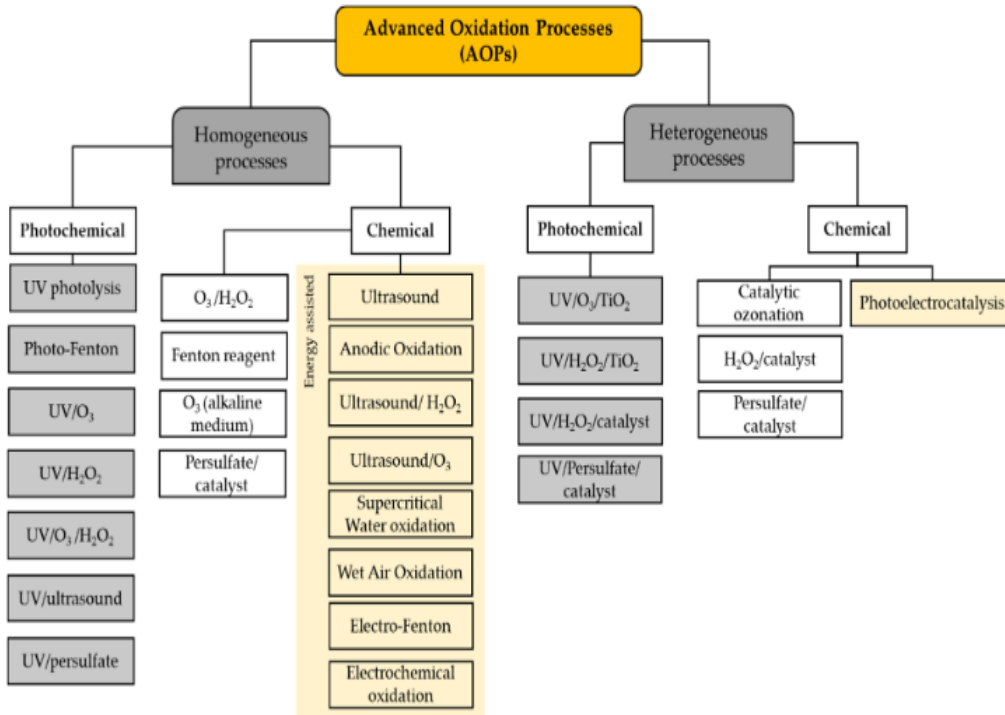 Advanced Oxidation Processes
(AOPs)
Homogeneous
processes
Heterogeneous
processes
Photochemical
Chemical
Photochemical
Chemical
UV photolysis
Photo-Fenton
UV/O₃
UV/H₂O₂
UV/O₃/H₂O₂
UV/ultrasound
UV/persulfate
O₃/H₂O₂
Fenton reagent
O₃ (alkaline
medium)
Persulfate/
catalyst
Energy assisted
Ultrasound
Anodic Oxidation
Ultrasound/ H₂O₂
Ultrasound/O₃
Supercritical
Water oxidation
Wet Air Oxidation
Electro-Fenton
Electrochemical
oxidation
UV/O₃/TiO₂
UV/H₂O₂/TiO₂
UV/H₂O₂/catalyst
UV/Persulfate/
catalyst
Catalytic
ozonation
H₂O₂/catalyst
Persulfate/
catalyst
Photoelectrocatalysis